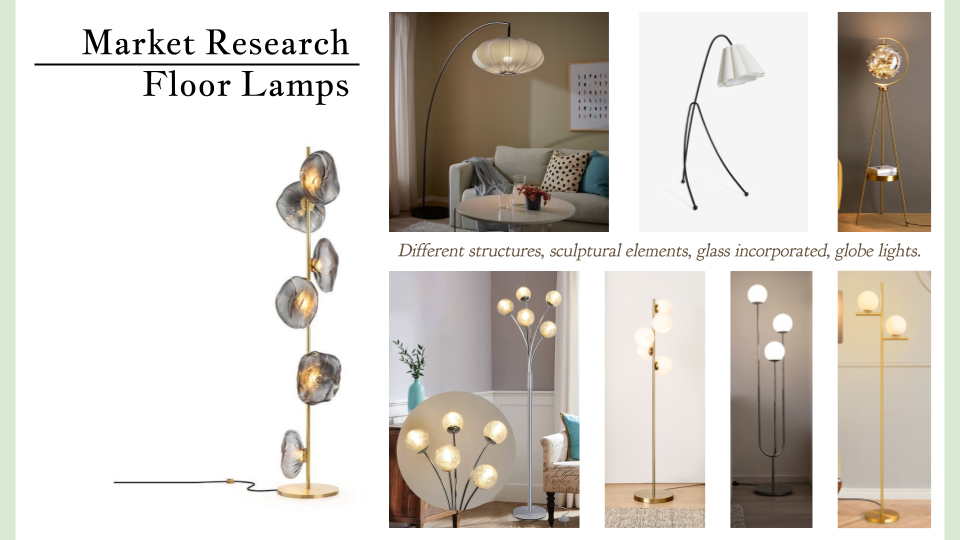 Market Research
Floor Lamps
Different structures, sculptural elements, glass incorporated, globe lights.